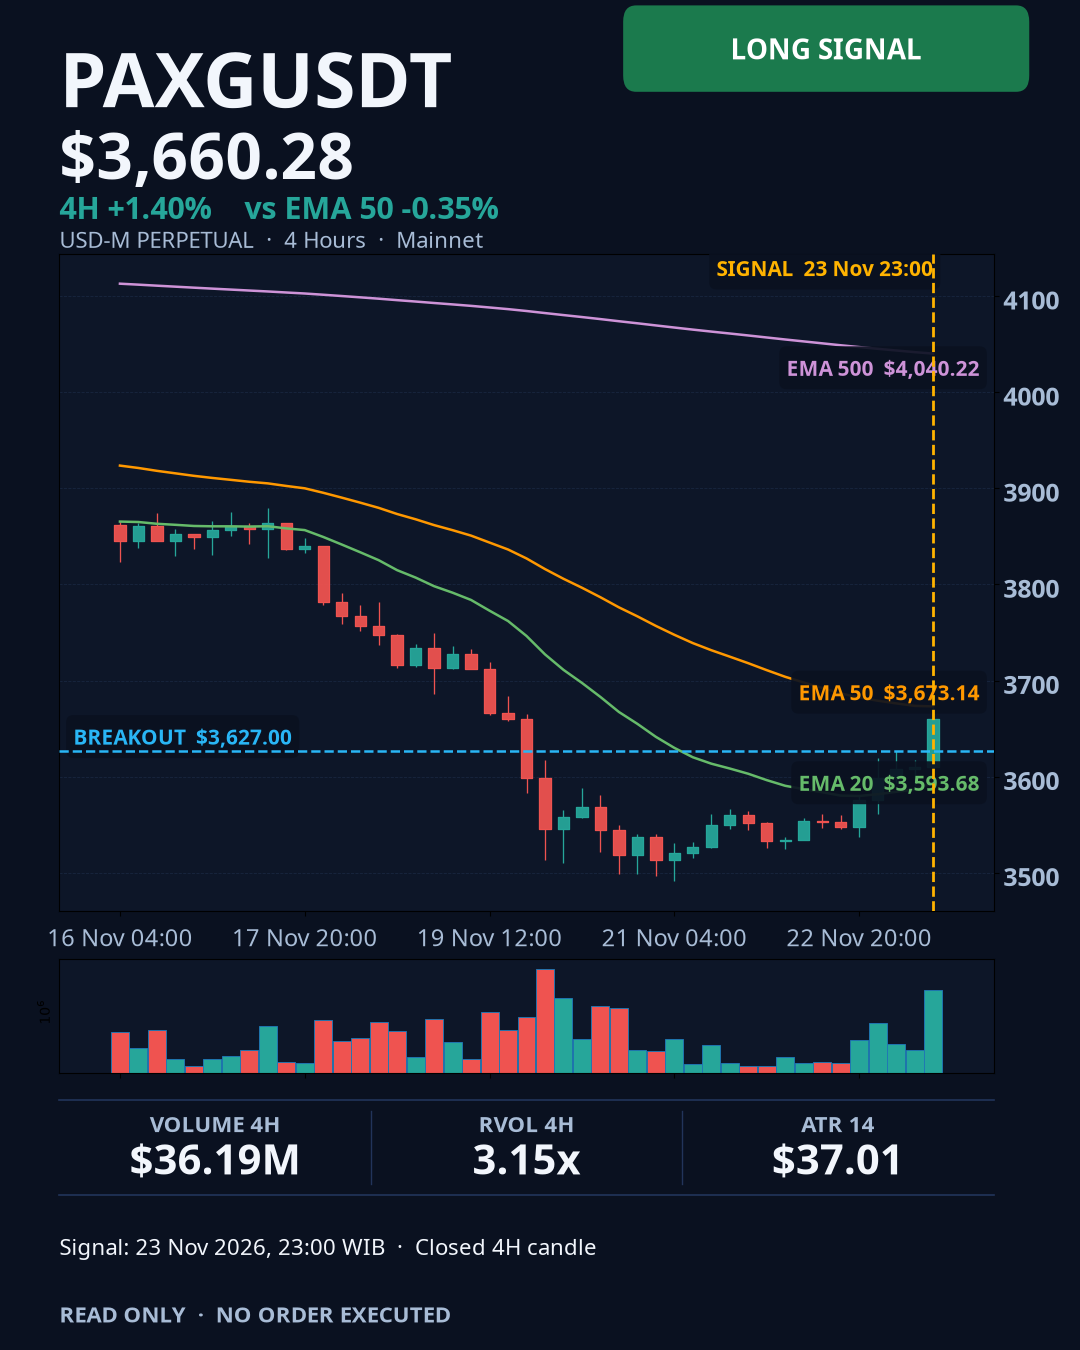 LONG SIGNAL
PAXGUSDT
$3,660.28
4H +1.40% vs EMA 50 -0.35%
USD-M PERPETUAL · 4 Hours · Mainnet
SIGNAL 23 Nov 23:00
4100
EMA 500 $4,040.22
4000
3900
3800
3700
EMA 50 $3,673.14
BREAKOUT $3,627.00
3600
EMA 20 $3,593.68
3500
16 Nov 04:00
17 Nov 20:00
19 Nov 12:00
21 Nov 04:00
22 Nov 20:00
10⁶
VOLUME 4H
$36.19M
RVOL 4H
3.15x
ATR 14
$37.01
Signal: 23 Nov 2026, 23:00 WIB · Closed 4H candle
READ ONLY · NO ORDER EXECUTED